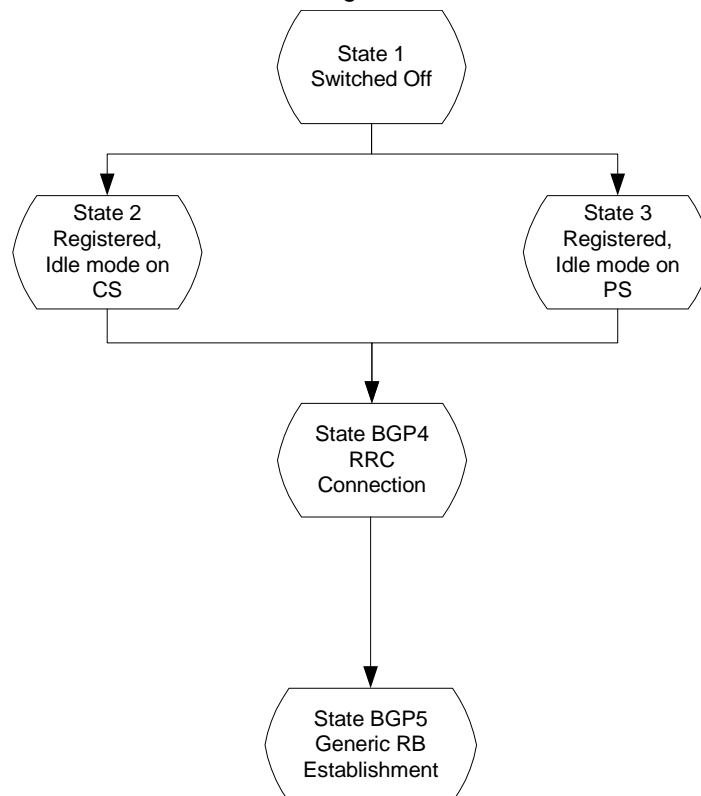 State 1
Switched Off
State 2
Registered,
Idle mode on
CS
State 3
Registered,
Idle mode on
PS
State BGP4
RRC
Connection
State BGP5
Generic RB
Establishment